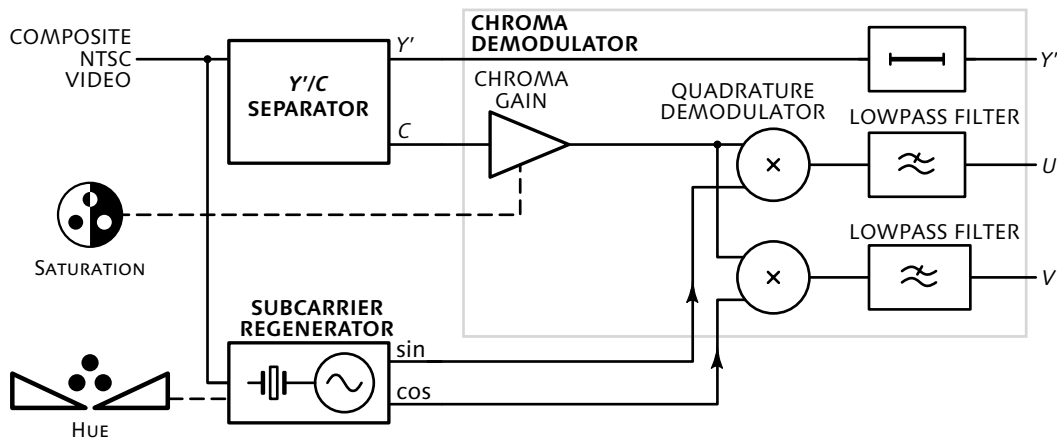 COMPOSITE
NTSC
VIDEO
Y'/C
SEPARATOR
Y'
C
CHROMA
DEMODULATOR
CHROMA
GAIN
QUADRATURE
DEMODULATOR
×
×
LOWPASS FILTER
LOWPASS FILTER
Y'
U
V
SATURATION
SUBCARRIER
REGENERATOR
sin
cos
HUE